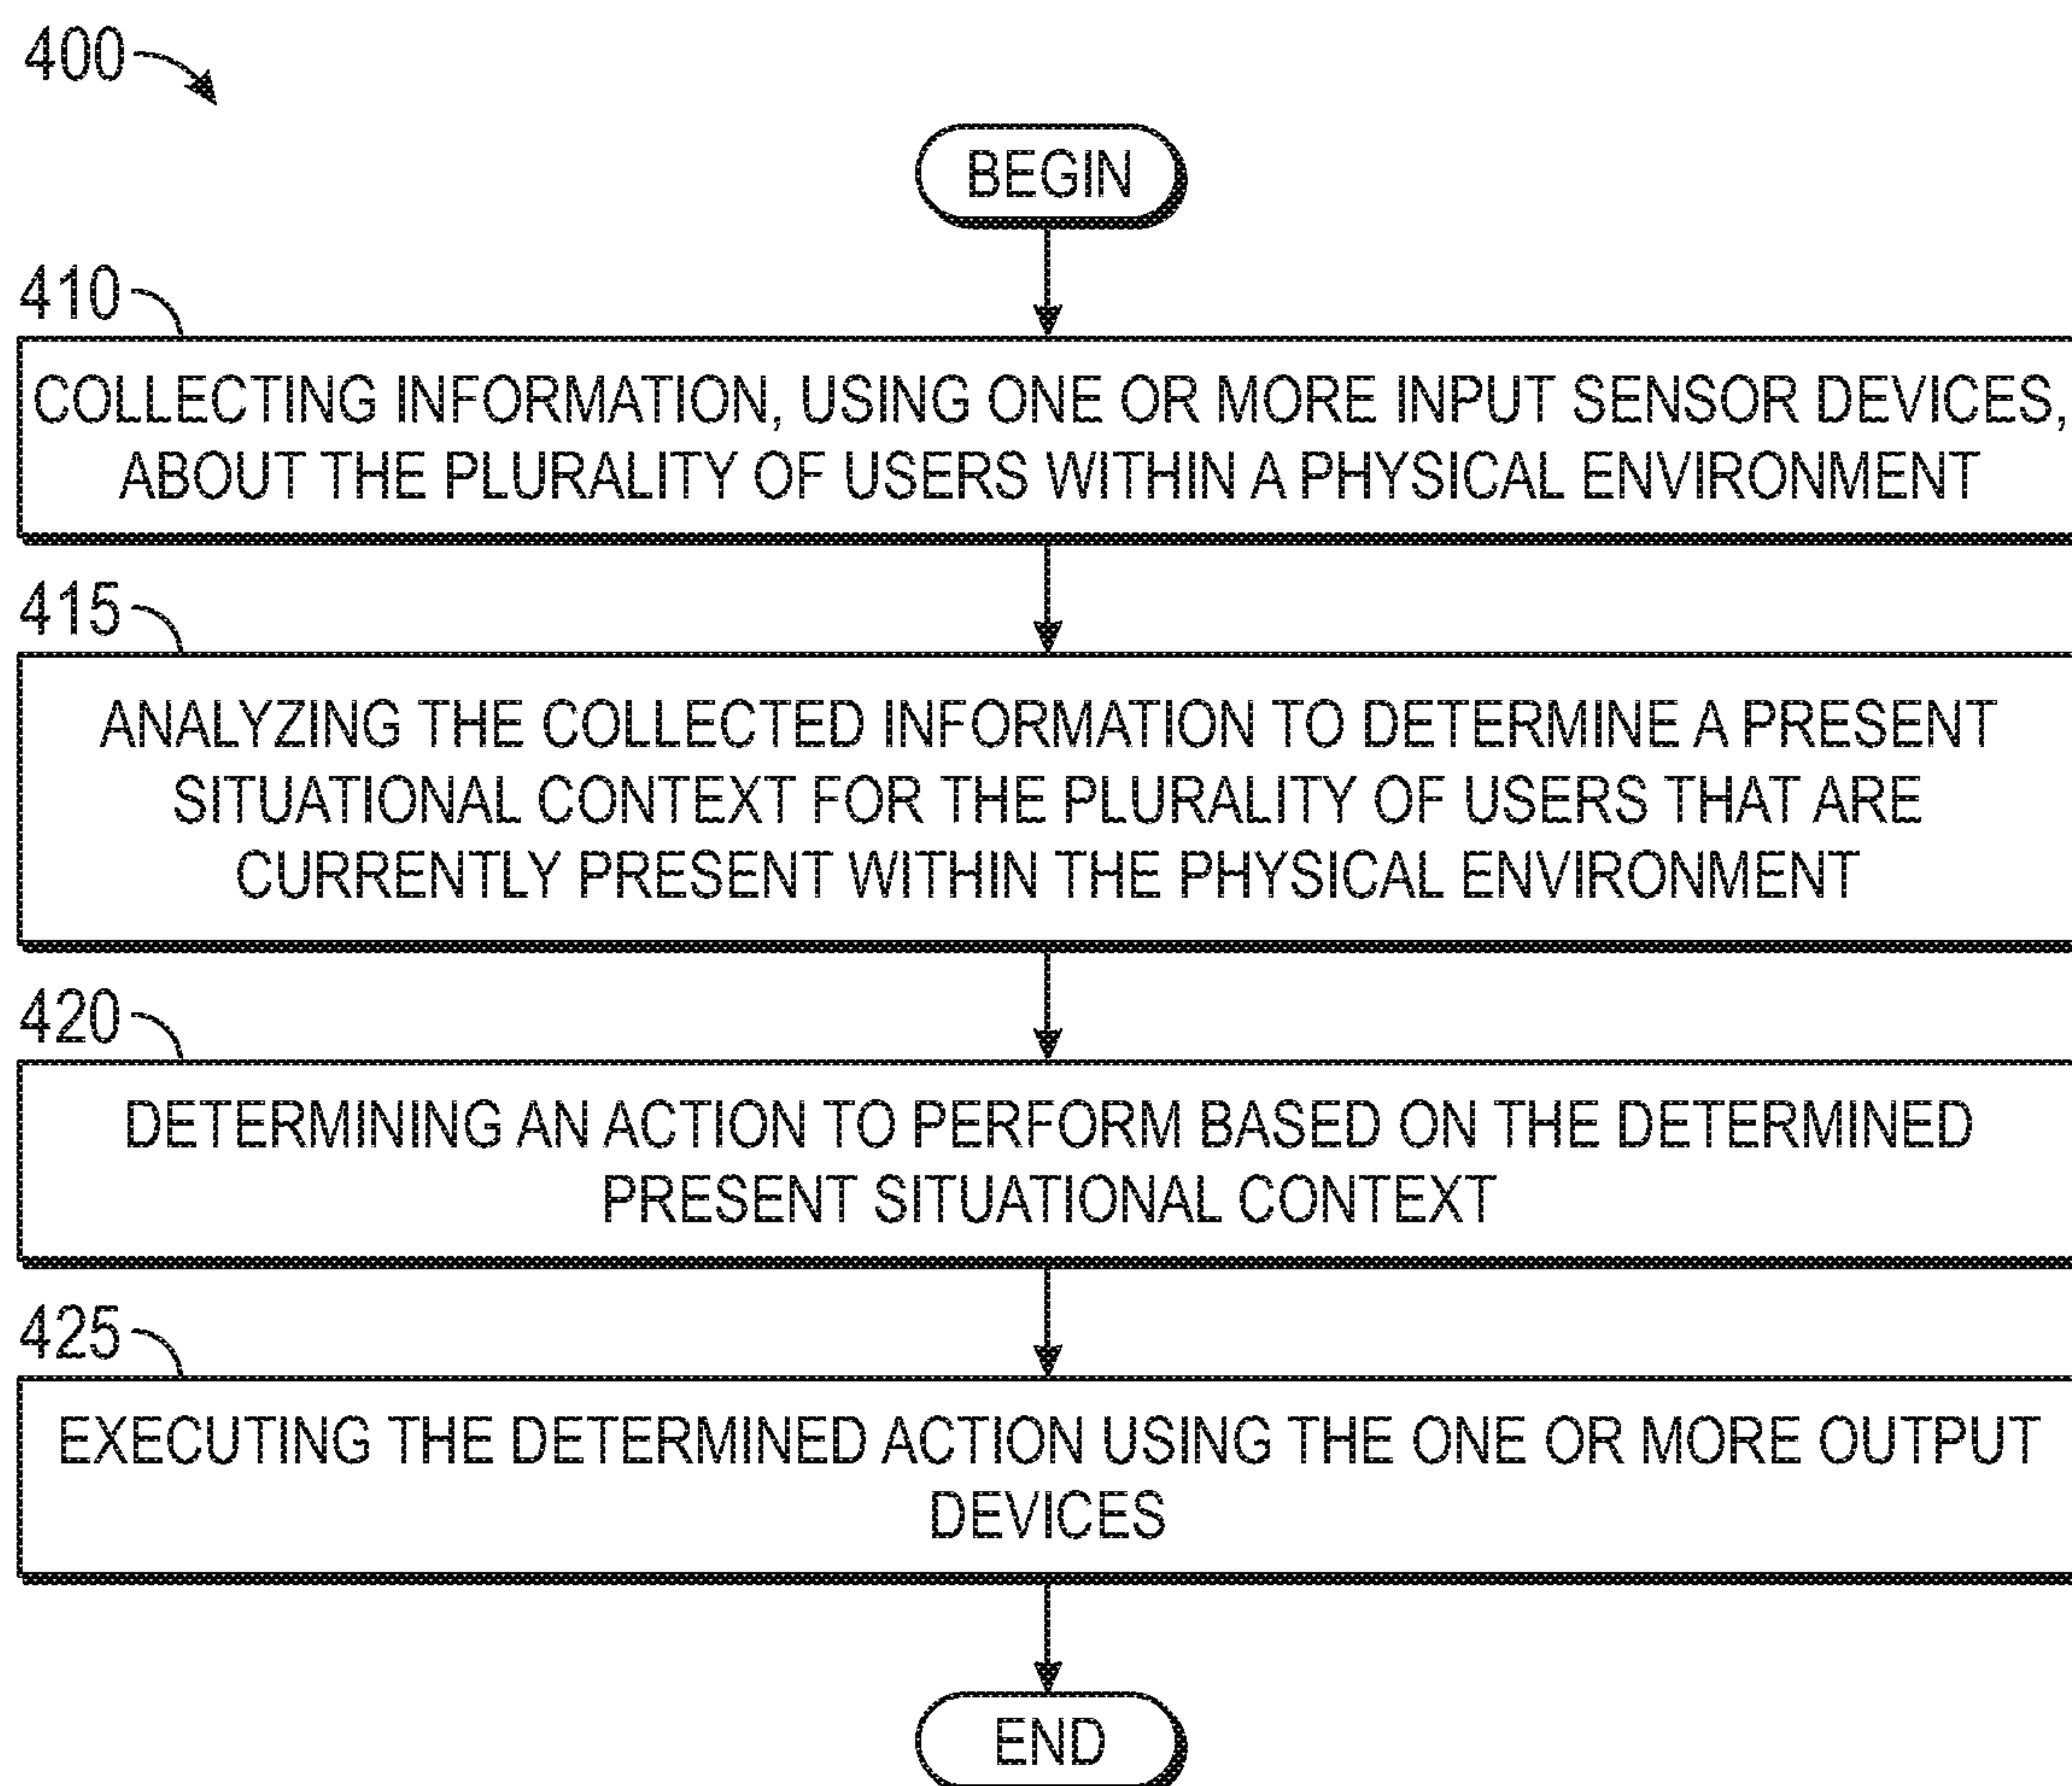 400
BEGIN
410
COLLECTING INFORMATION, USING ONE OR MORE INPUT SENSOR DEVICES,
ABOUT THE PLURALITY OF USERS WITHIN A PHYSICAL ENVIRONMENT
415
ANALYZING THE COLLECTED INFORMATION TO DETERMINE A PRESENT
SITUATIONAL CONTEXT FOR THE PLURALITY OF USERS THAT ARE
CURRENTLY PRESENT WITHIN THE PHYSICAL ENVIRONMENT
420
DETERMINING AN ACTION TO PERFORM BASED ON THE DETERMINED
PRESENT SITUATIONAL CONTEXT
425
EXECUTING THE DETERMINED ACTION USING THE ONE OR MORE OUTPUT
DEVICES
END